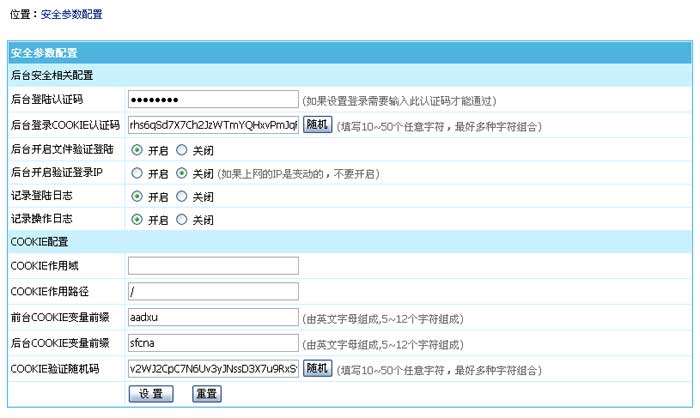 位置：安全参数配置
安全参数配置
后台安全相关配置
后台登陆认证码 •••••••• (如果设置登录需要输入此认证码才能通过)
后台登录COOKIE认证码 rhs6qSd7X7Ch2JzWTmYQHxvPmJqF 随机 (填写10~50个任意字符，最好多种字符组合)
后台开启文件验证登陆 开启 关闭
后台开启验证登录IP 开启 关闭 (如果上网的IP是变动的，不要开启)
记录登陆日志 开启 关闭
记录操作日志 开启 关闭
COOKIE配置
COOKIE作用域
COOKIE作用路径 /
前台COOKIE变量前缀 aadxu (由英文字母组成,5~12个字符组成)
后台COOKIE变量前缀 sfcna (由英文字母组成,5~12个字符组成)
COOKIE验证随机码 v2WJ2CpC7N6Uv3yJNssD3X7u9RxS 随机 (填写10~50个任意字符，最好多种字符组合)
设 置 重置